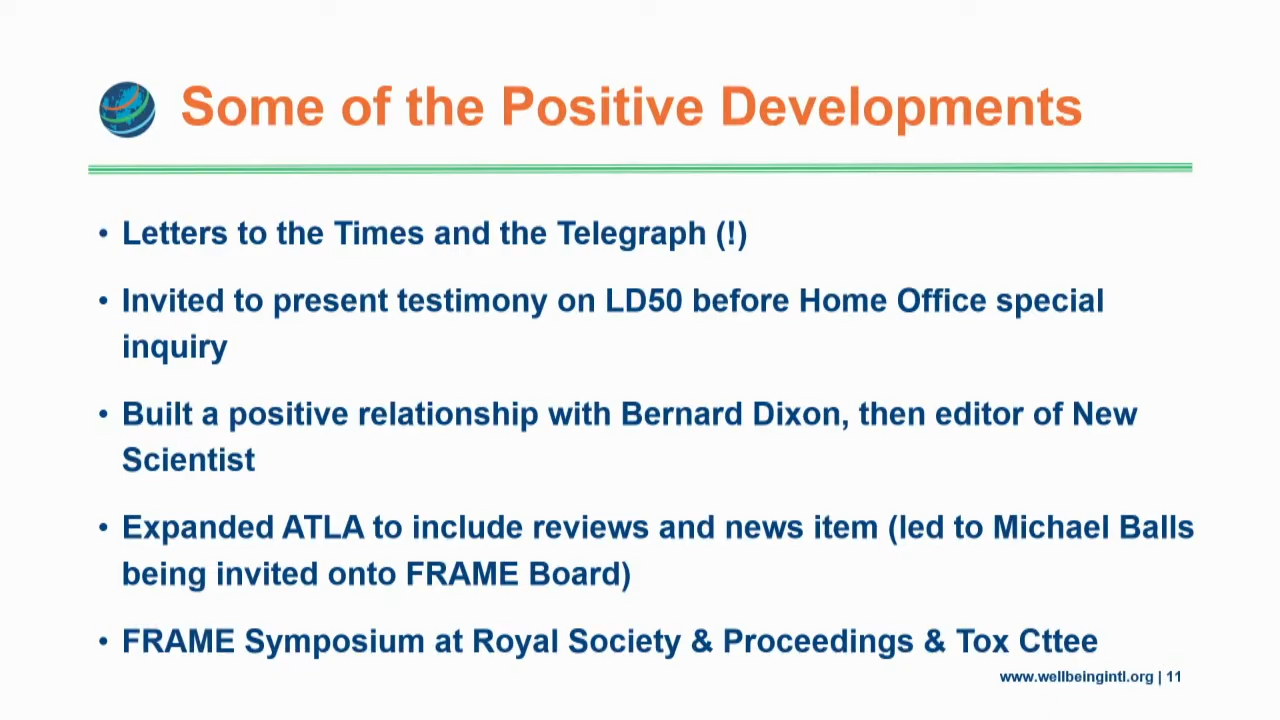 Some of the Positive Developments
• Letters to the Times and the Telegraph (!)
• Invited to present testimony on LD50 before Home Office special
inquiry
• Built a positive relationship with Bernard Dixon, then editor of New
Scientist
• Expanded ATLA to include reviews and news item (led to Michael Balls
being invited onto FRAME Board)
• FRAME Symposium at Royal Society & Proceedings & Tox Cttee
www.wellbeingintl.org | 11